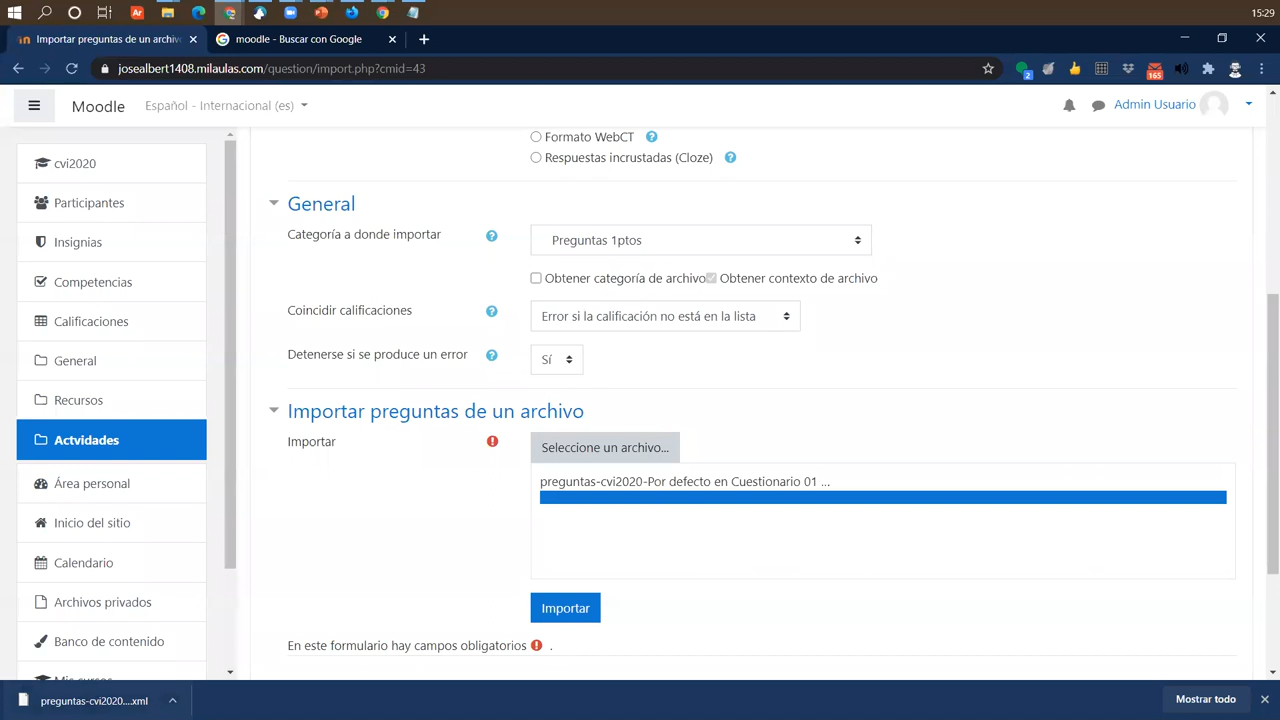 15:29
Importar preguntas de un archiv
moodle - Buscar con Google
josealbert1408.milaulas.com/question/import.php?cmid=43
2
165
Moodle
Español - Internacional (es)
Admin Usuario
cvi2020
Participantes
Insignias
Competencias
Calificaciones
General
Recursos
Actvidades
Área personal
Inicio del sitio
Calendario
Archivos privados
Banco de contenido
Mis cursos
Formato WebCT
Respuestas incrustadas (Cloze)
General
Categoría a donde importar
Preguntas 1ptos
Obtener categoría de archivo Obtener contexto de archivo
Coincidir calificaciones
Error si la calificación no está en la lista
Detenerse si se produce un error
Sí
Importar preguntas de un archivo
Importar
Seleccione un archivo...
preguntas-cvi2020-Por defecto en Cuestionario 01 ...
Importar
En este formulario hay campos obligatorios .
preguntas-cvi2020....xml
Mostrar todo